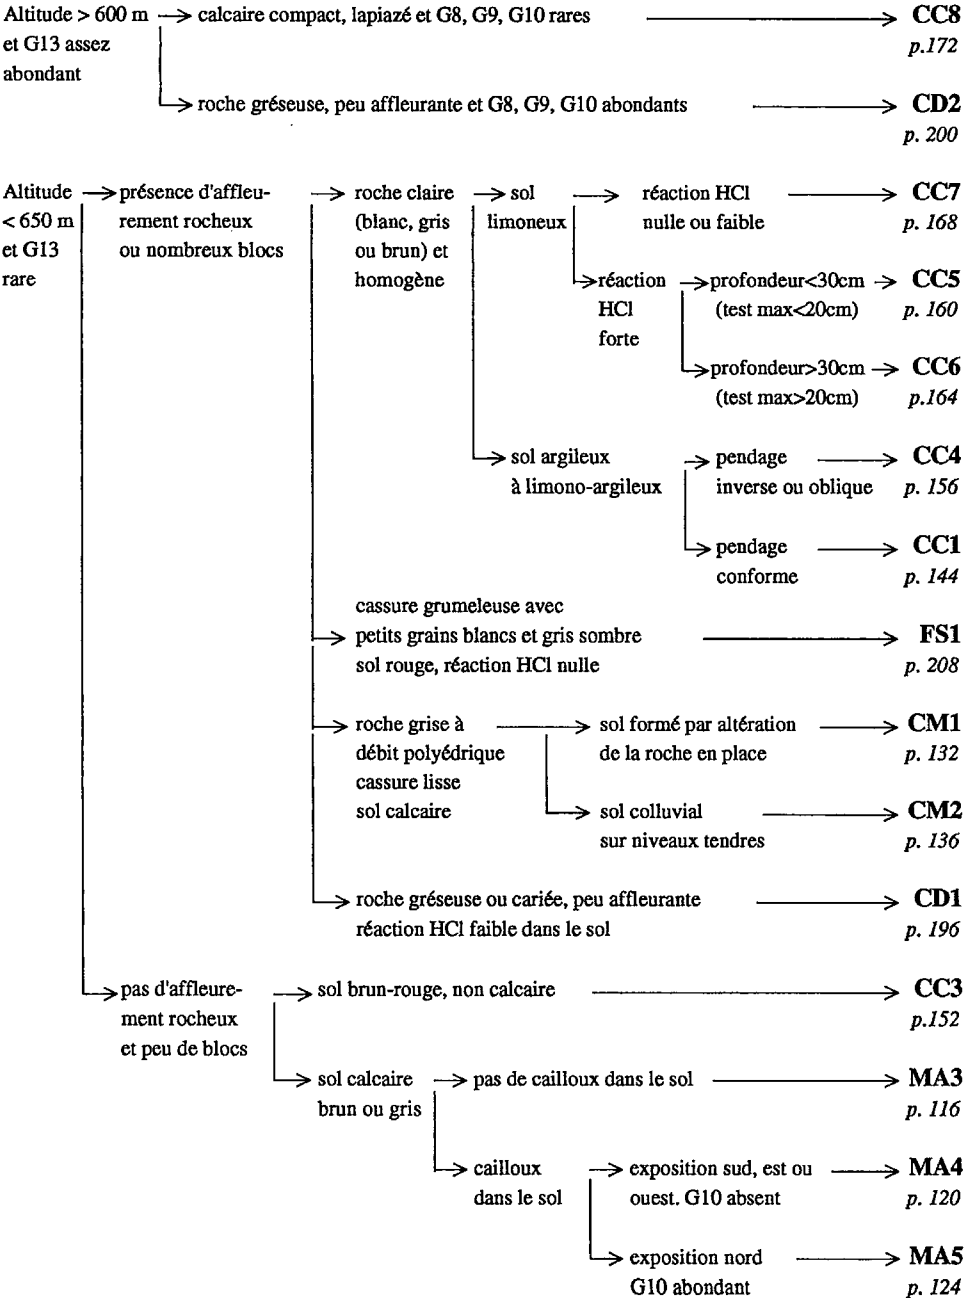 Altitude > 600 m
et G13 assez
abondant
calcaire compact, lapiazé et G8, G9, G10 rares
CC8
p.172
roche gréseuse, peu affleurante et G8, G9, G10 abondants
CD2
p. 200
Altitude
< 650 m
et G13
rare
présence d'affleu-
rement rocheux
ou nombreux blocs
roche claire
(blanc, gris
ou brun) et
homogène
sol
limoneux
réaction HCl
nulle ou faible
CC7
p. 168
réaction
HCl
forte
profondeur<30cm
(test max<20cm)
CC5
p. 160
profondeur>30cm
(test max>20cm)
CC6
p.164
sol argileux
à limono-argileux
pendage
inverse ou oblique
CC4
p. 156
pendage
conforme
CC1
p. 144
cassure grumeleuse avec
petits grains blancs et gris sombre
sol rouge, réaction HCl nulle
FS1
p. 208
roche grise à
débit polyédrique
cassure lisse
sol calcaire
sol formé par altération
de la roche en place
CM1
p. 132
sol colluvial
sur niveaux tendres
CM2
p. 136
roche gréseuse ou cariée, peu affleurante
réaction HCl faible dans le sol
CD1
p. 196
pas d'affleure-
ment rocheux
et peu de blocs
sol brun-rouge, non calcaire
CC3
p.152
sol calcaire
brun ou gris
pas de cailloux dans le sol
MA3
p. 116
cailloux
dans le sol
exposition sud, est ou
ouest. G10 absent
MA4
p. 120
exposition nord
G10 abondant
MA5
p. 124